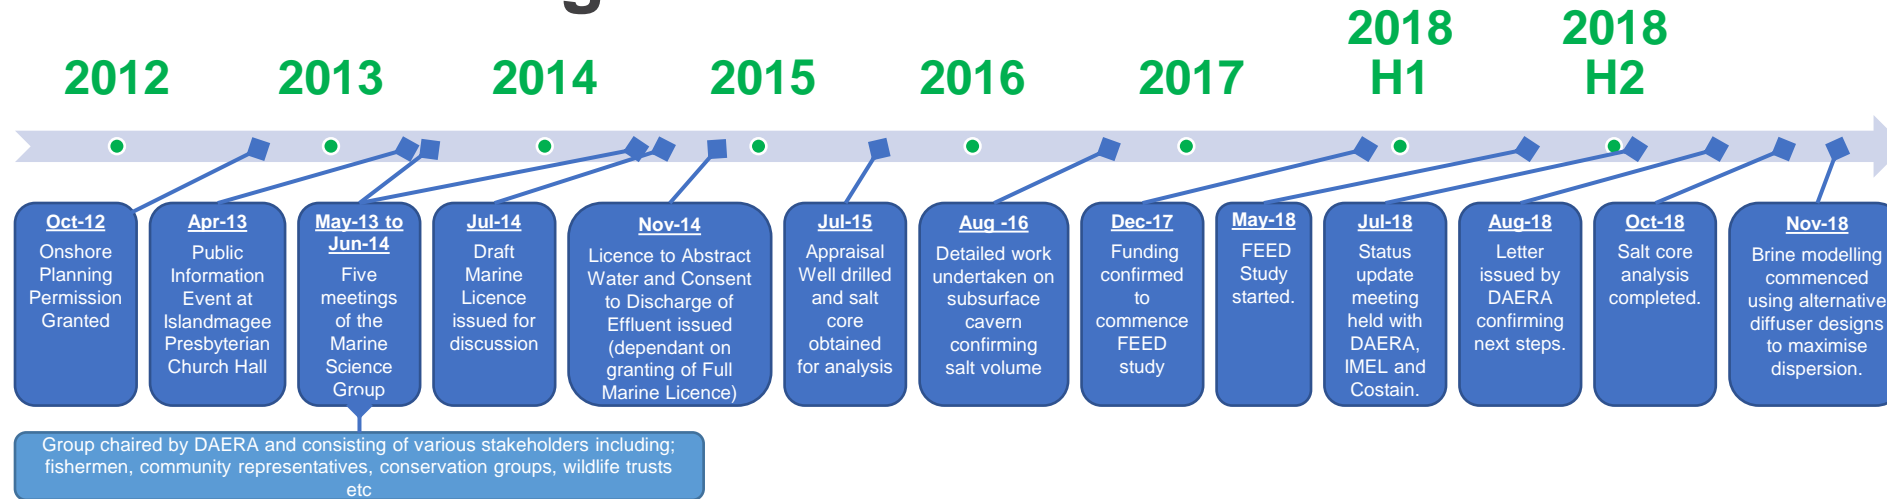 2012
2013
2014
2015
2016
2017
2018
H1
2018
H2
Oct-12
Onshore
Planning
Permission
Granted
Apr-13
Public
Information
Event at
Islandmagee
Presbyterian
Church Hall
May-13 to
Jun-14
Five
meetings
of the
Marine
Science
Group
Jul-14
Draft
Marine
Licence
issued for
discussion
Nov-14
Licence to Abstract
Water and Consent
to Discharge of
Effluent issued
(dependant on
granting of Full
Marine Licence)
Jul-15
Appraisal
Well drilled
and salt
core
obtained
for analysis
Aug -16
Detailed work
undertaken on
subsurface
cavern
confirming
salt volume
Dec-17
Funding
confirmed
to
commence
FEED
study
May-18
FEED
Study
started.
Jul-18
Status
update
meeting
held with
DAERA,
IMEL and
Costain.
Aug-18
Letter
issued by
DAERA
confirming
next steps.
Oct-18
Salt core
analysis
completed.
Nov-18
Brine modelling
commenced
using alternative
diffuser designs
to maximise
dispersion.
Group chaired by DAERA and consisting of various stakeholders including;
fishermen, community representatives, conservation groups, wildlife trusts
etc